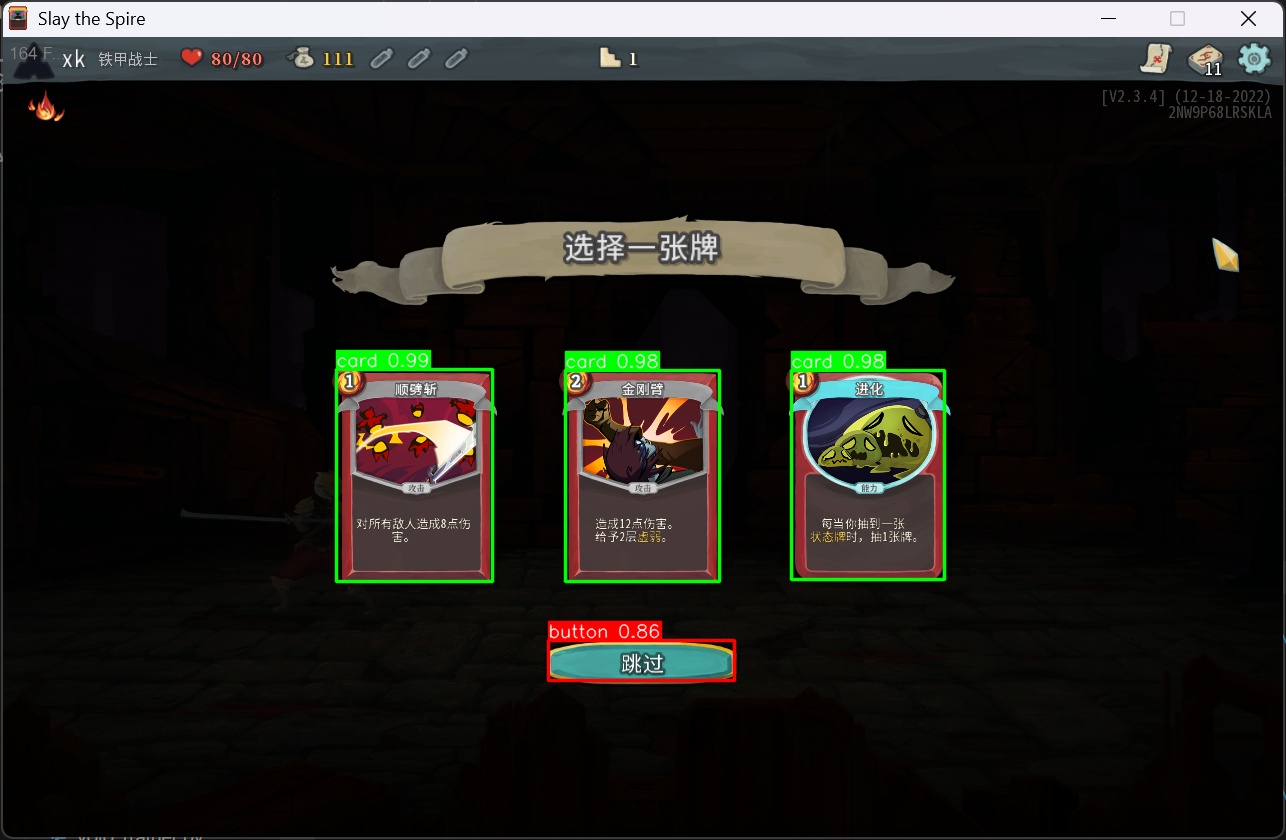 Slay the Spire
164 F
xk 铁甲战士 80/80 111 1 11
[V2.3.4] (12-18-2022)
2NW9P68LRSKLA
选择一张牌
card 0.99 card 0.98 card 0.98
1 顺劈斩
攻击
对所有敌人造成8点伤
害。
2 金刚臂
攻击
造成12点伤害。
给予2层虚弱。
1 进化
能力
每当你抽到一张
状态牌时，抽1张牌。
button 0.86
跳过